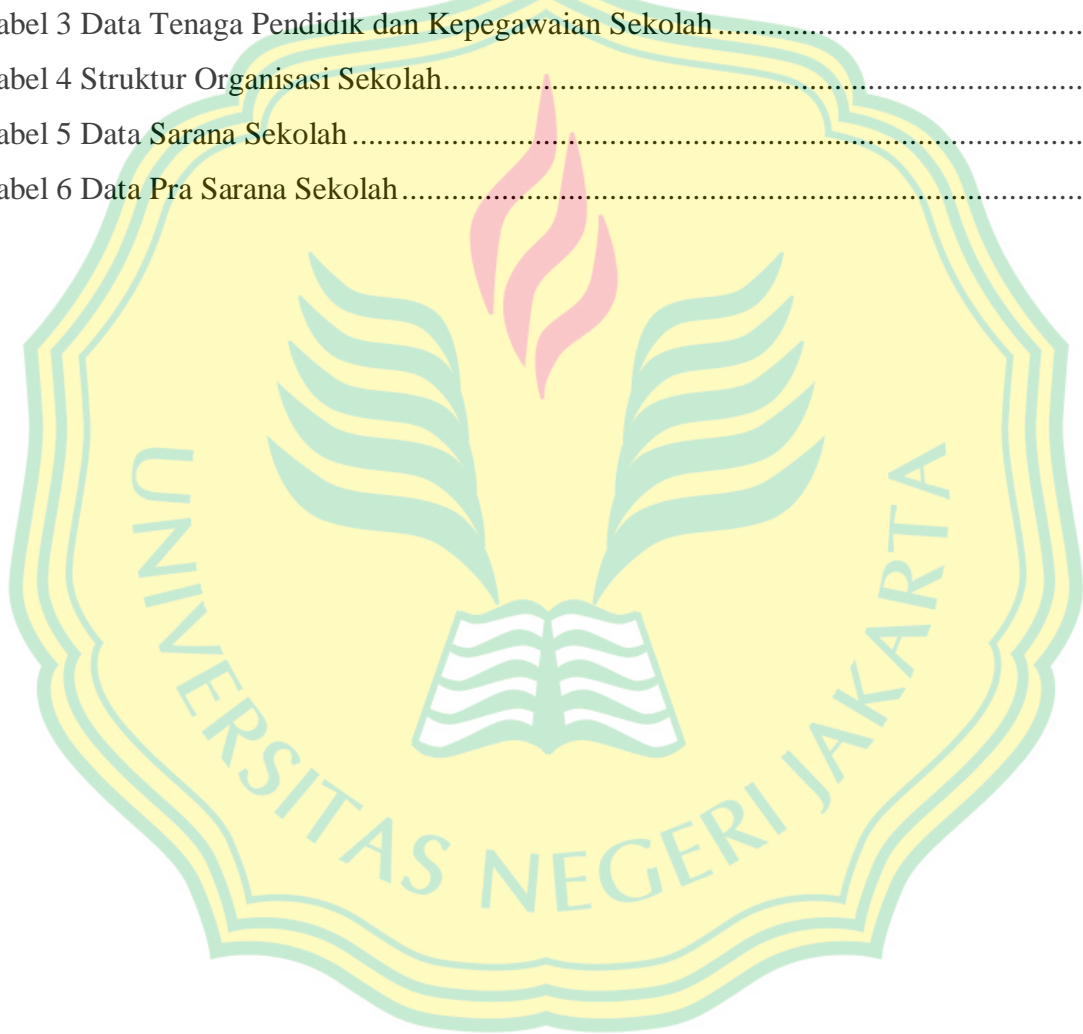 abel 3 Data Tenaga Pendidik dan Kepegawaian Sekolah ............................................
abel 4 Struktur Organisasi Sekolah.............................................................................
abel 5 Data Sarana Sekolah ........................................................................................
abel 6 Data Pra Sarana Sekolah ..................................................................................
UNIVERSITAS NEGERI JAKARTA